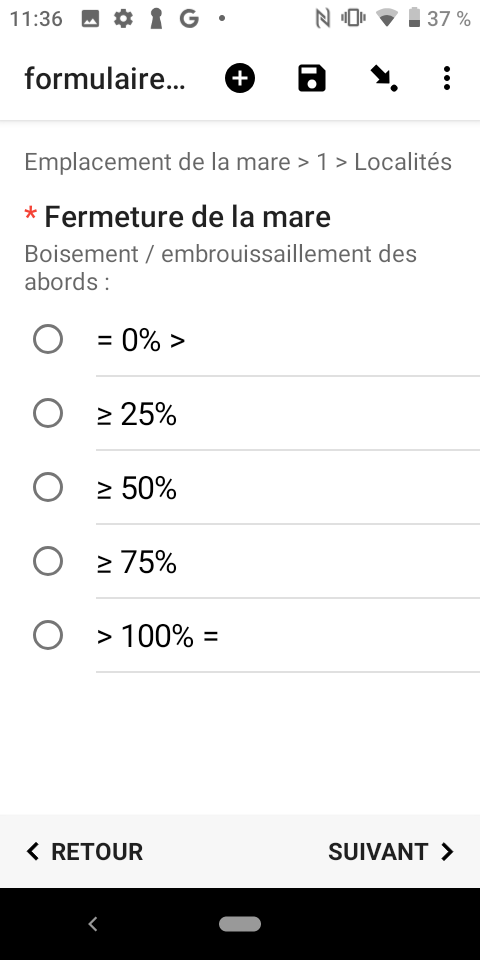 11:36
37 %
formulaire...
Emplacement de la mare > 1 > Localités
* Fermeture de la mare
Boisement / embrouissaillement des
abords :
= 0% >
≥ 25%
≥ 50%
≥ 75%
> 100% =
RETOUR
SUIVANT